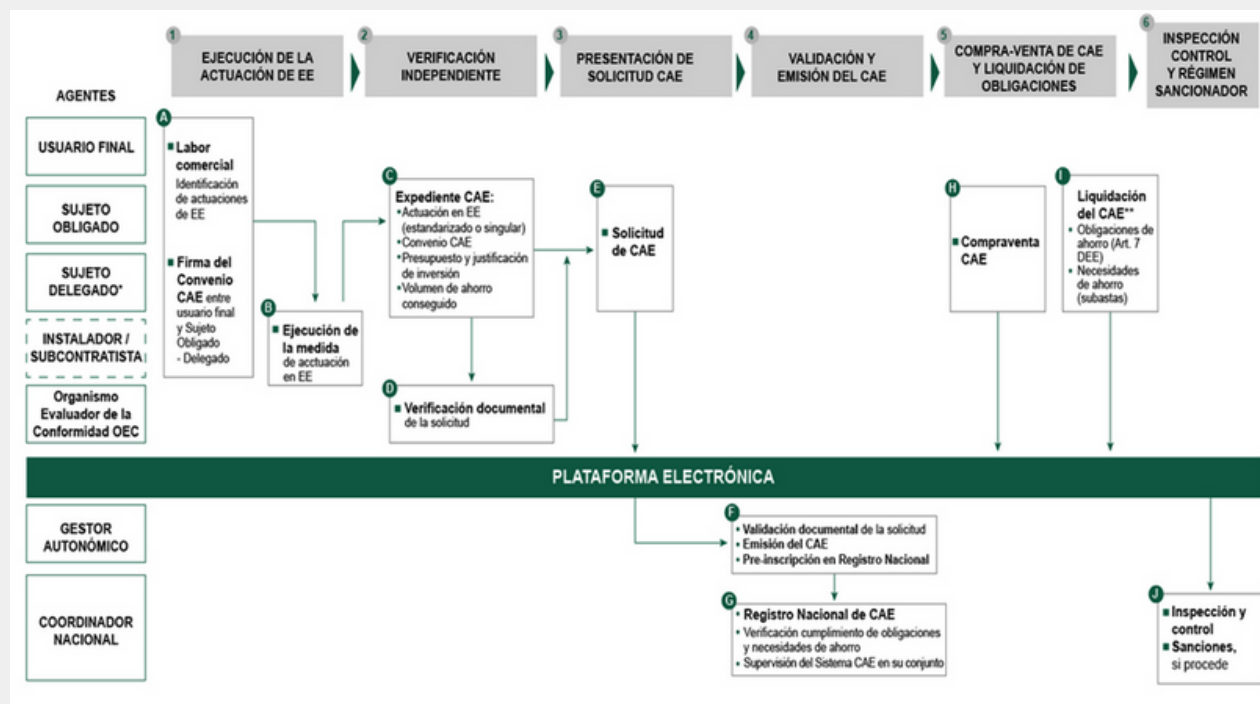 1
EJECUCIÓN DE LA
ACTUACIÓN DE EE
2
VERIFICACIÓN
INDEPENDIENTE
3
PRESENTACIÓN DE
SOLICITUD CAE
4
VALIDACIÓN Y
EMISIÓN DEL CAE
5
COMPRA-VENTA DE CAE
Y LIQUIDACIÓN DE
OBLIGACIONES
6
INSPECCIÓN
CONTROL
Y RÉGIMEN
SANCIONADOR
AGENTES
USUARIO FINAL
SUJETO
OBLIGADO
SUJETO
DELEGADO*
INSTALADOR /
SUBCONTRATISTA
Organismo
Evaluador de la
Conformidad OEC
A
Labor
comercial
Identificación
de actuaciones
de EE
Firma del
Convenio
CAE entre
usuario final
y Sujeto
Obligado
- Delegado
B
Ejecución de
la medida
de acctuación
en EE
C
Expediente CAE:
•Actuación en EE
(estandarizado o singular)
•Convenio CAE
•Presupuesto y justificación
de inversión
•Volumen de ahorro
conseguido
D
Verificación documental
de la solicitud
E
Solicitud
de CAE
H
Compraventa
CAE
I
Liquidación
del CAE**
• Obligaciones de
ahorro (Art. 7
DEE)
• Necesidades
de ahorro
(subastas)
PLATAFORMA ELECTRÓNICA
GESTOR
AUTONÓMICO
COORDINADOR
NACIONAL
F
• Validación documental de la solicitud
• Emisión del CAE
• Pre-inscripción en Registro Nacional
G
• Registro Nacional de CAE
• Verificación cumplimiento de obligaciones
y necesidades de ahorro
• Supervisión del Sistema CAE en su conjunto
J
Inspección y
control
Sanciones,
si procede